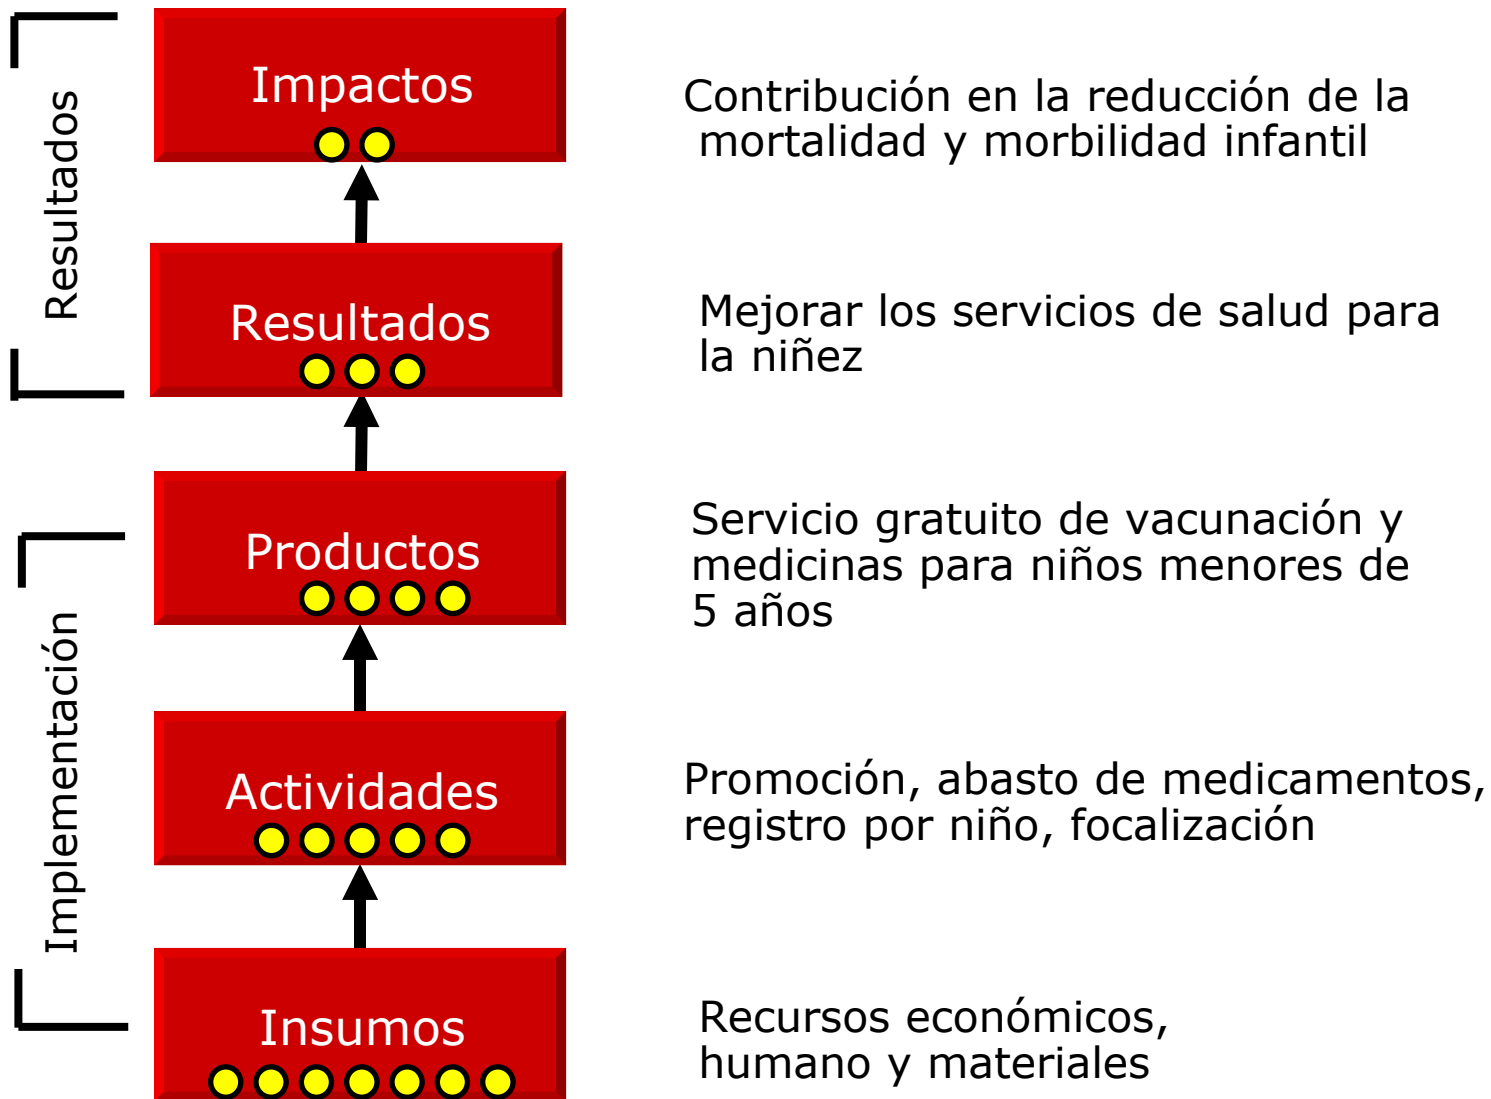 Resultados
Impactos
Contribución en la reducción de la
mortalidad y morbilidad infantil
Resultados
Mejorar los servicios de salud para
la niñez
Implementación
Productos
Servicio gratuito de vacunación y
medicinas para niños menores de
5 años
Actividades
Promoción, abasto de medicamentos,
registro por niño, focalización
Insumos
Recursos económicos,
humano y materiales